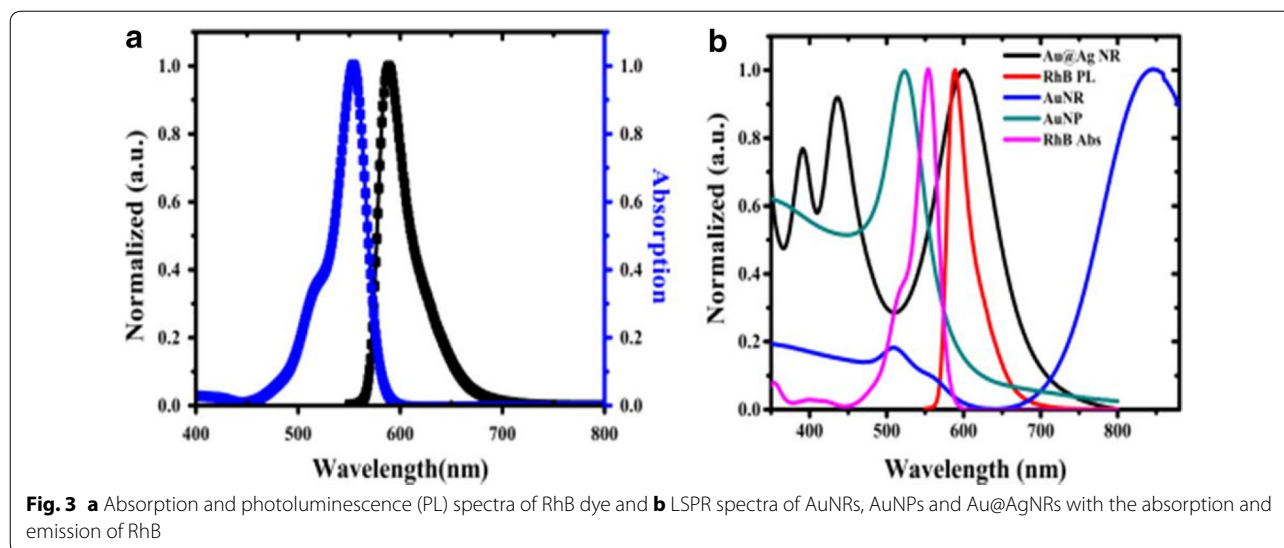 a
Normalized (a.u.)
1.0
0.8
0.6
0.4
0.2
0.0
400
500
600
700
800
Wavelength(nm)
1.0
0.8
0.6
0.4
0.2
0.0
Absorption
b
Normalized (a.u.)
1.0
0.8
0.6
0.4
0.2
0.0
400
500
600
700
800
Wavelength (nm)
Au@Ag NR
RhB PL
AuNR
AuNP
RhB Abs
Fig. 3 a Absorption and photoluminescence (PL) spectra of RhB dye and b LSPR spectra of AuNRs, AuNPs and Au@AgNRs with the absorption and
emission of RhB